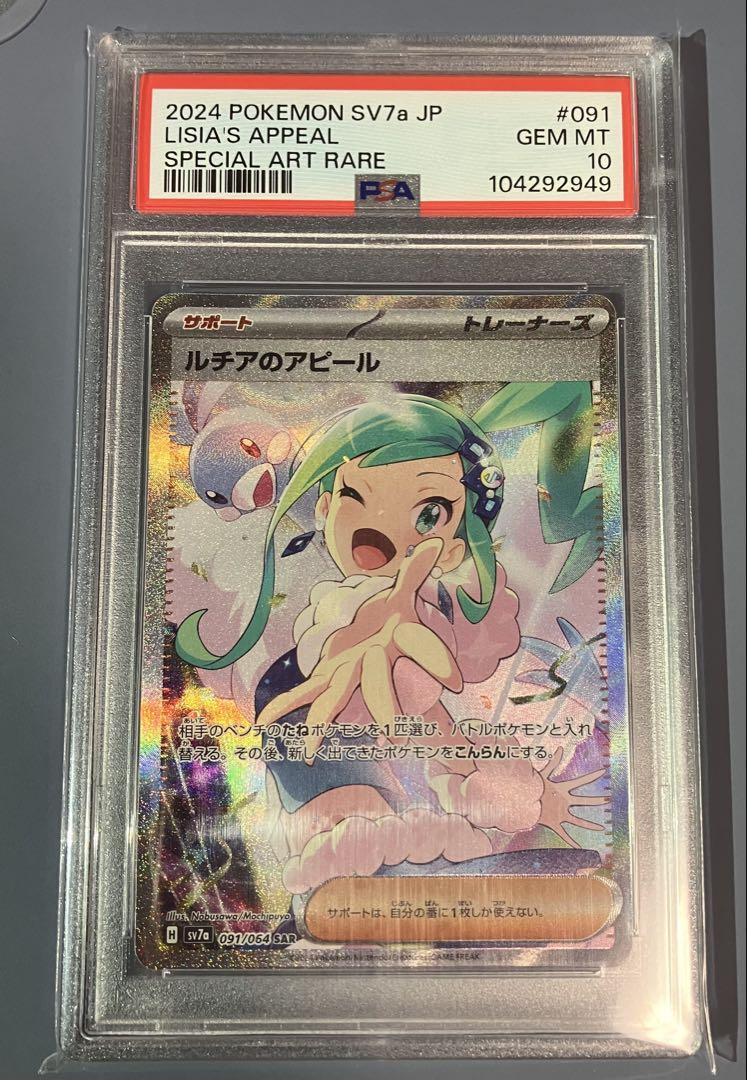 2024 POKEMON SV7a JP #091
LISIA'S APPEAL GEM MT
SPECIAL ART RARE 10
PSA 104292949
サポート トレーナーズ
ルチアのアピール
相手のベンチのたねポケモンを1匹選び、バトルポケモンと入れ
替える。その後、新しく出てきたポケモンをこんらんにする。
Illus. Nobusawa/Mochipuyo
サポートは、自分の番に1枚しか使えない。
H SV7a 091/064 SAR
GAME FREAK